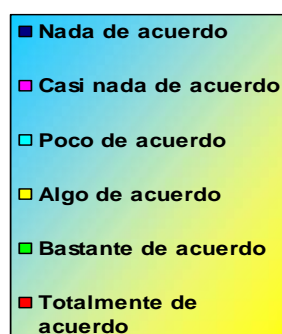 Nada de acuerdo
Casi nada de acuerdo
Poco de acuerdo
Algo de acuerdo
Bastante de acuerdo
Totalmente de
acuerdo